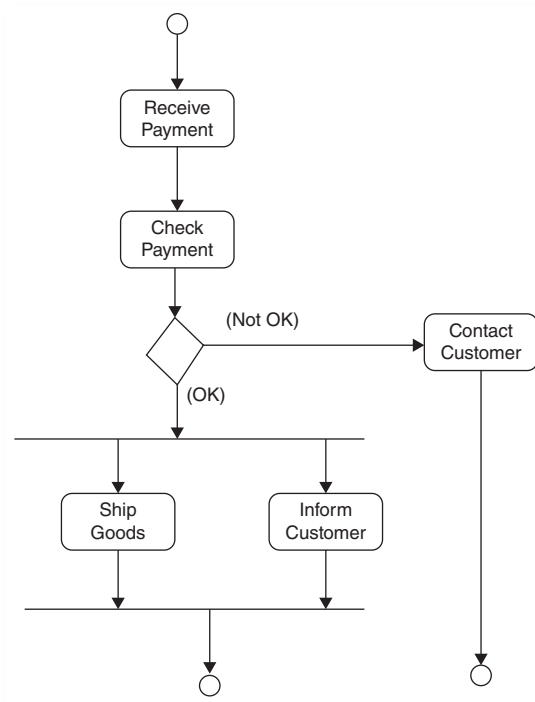 Receive
Payment
Check
Payment
(Not OK)
Contact
Customer
(OK)
Ship
Goods
Inform
Customer